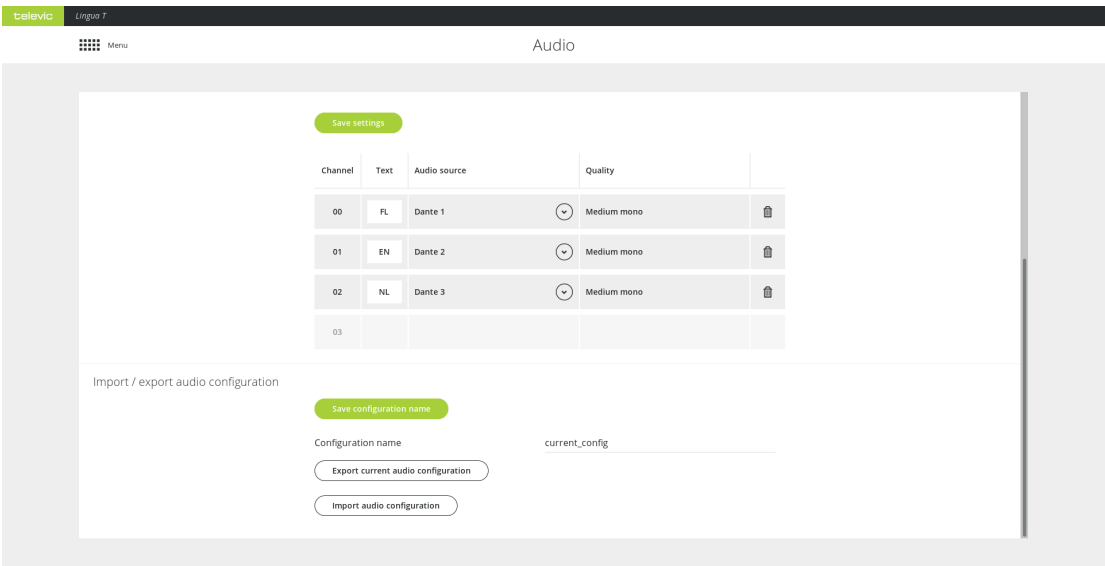 televic Lingua T
Menu Audio
Save settings
Channel Text Audio source Quality
00 FL Dante 1 Medium mono
01 EN Dante 2 Medium mono
02 NL Dante 3 Medium mono
03
Import / export audio configuration
Save configuration name
Configuration name current_config
Export current audio configuration
Import audio configuration